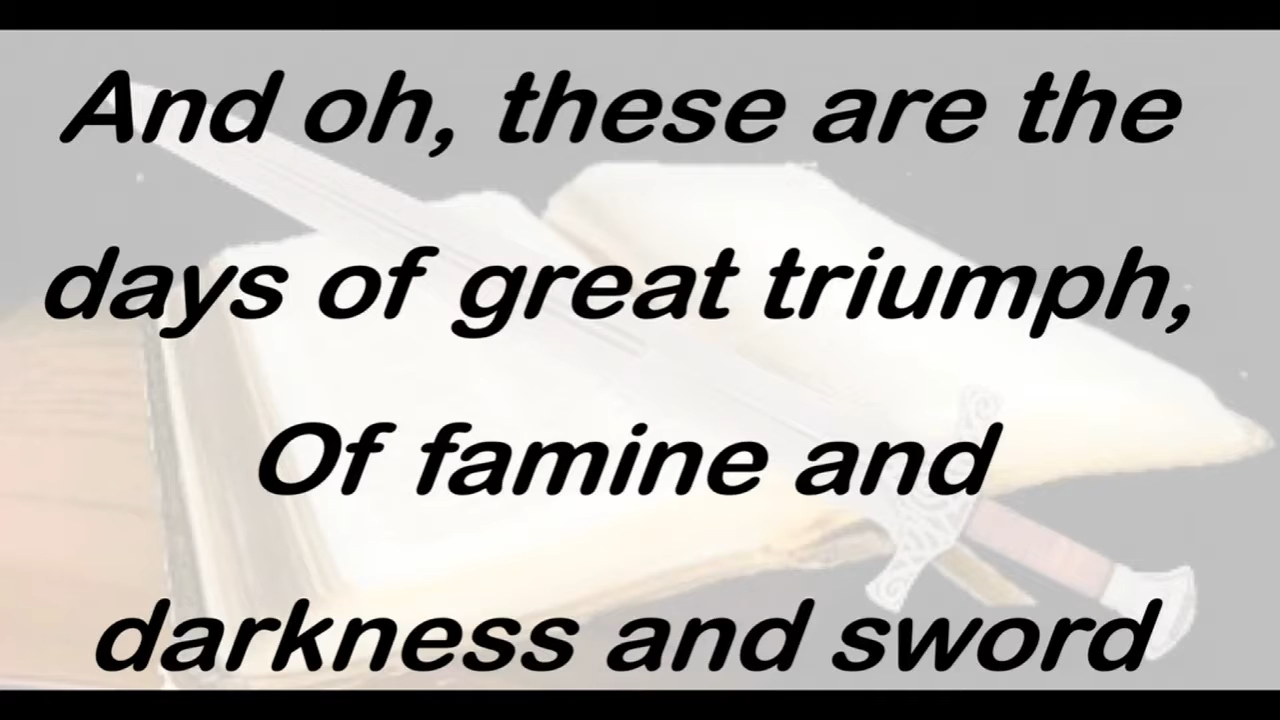 And oh, these are the
days of great triumph,
Of famine and
darkness and sword